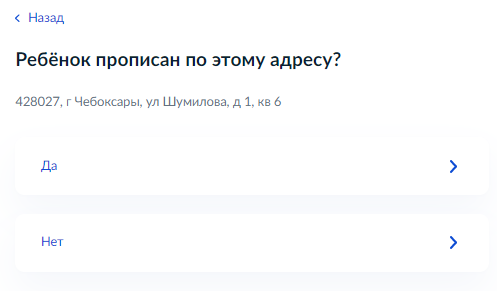 Назад
Ребёнок прописан по этому адресу?
428027, г Чебоксары, ул Шумилова, д 1, кв 6
Да
Нет